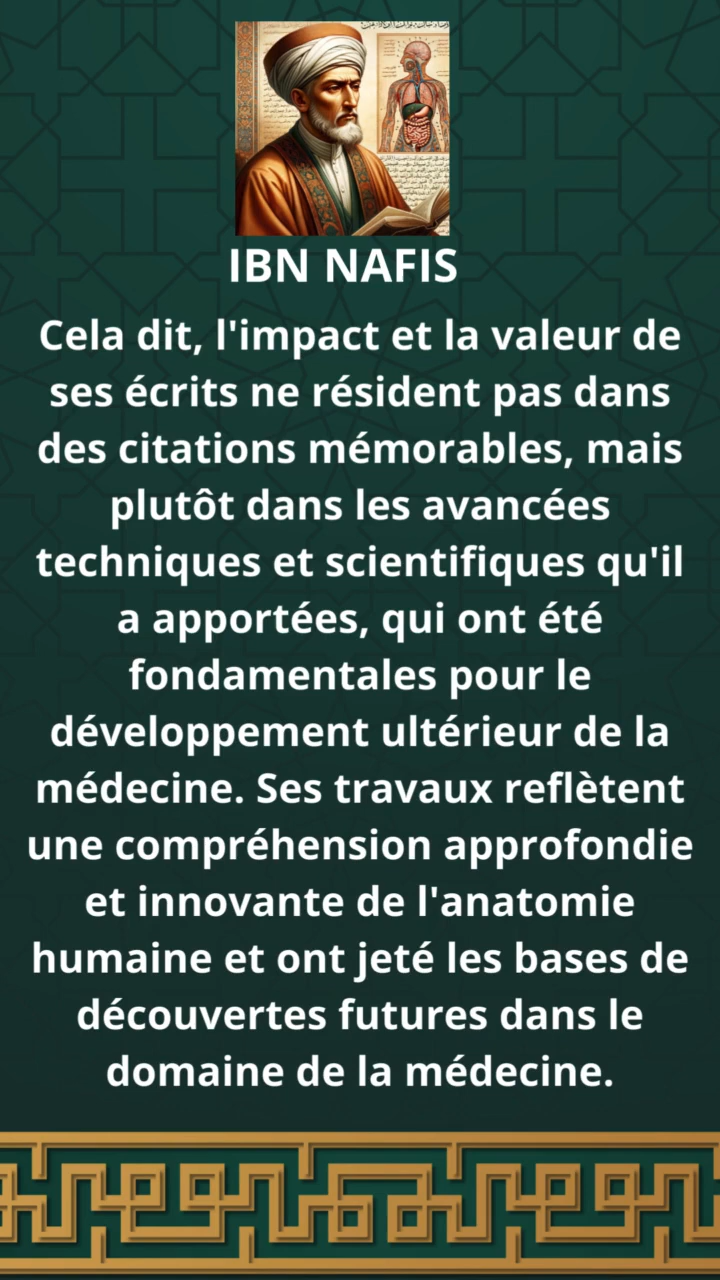 IBN NAFIS
Cela dit, l'impact et la valeur de
ses écrits ne résident pas dans
des citations mémorables, mais
plutôt dans les avancées
techniques et scientifiques qu'il
a apportées, qui ont été
fondamentales pour le
développement ultérieur de la
médecine. Ses travaux reflètent
une compréhension approfondie
et innovante de l'anatomie
humaine et ont jeté les bases de
découvertes futures dans le
domaine de la médecine.